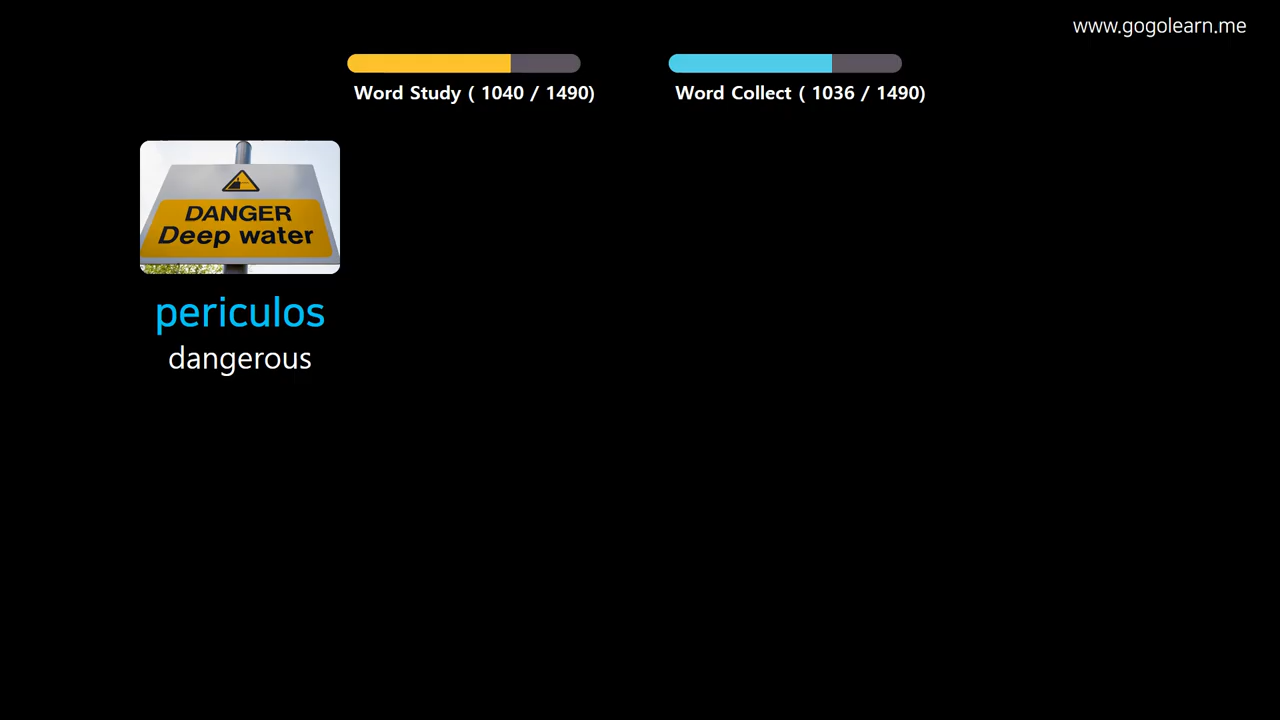 www.gogolearn.me
Word Study ( 1040 / 1490)
Word Collect ( 1036 / 1490)
DANGER
Deep water
periculos
dangerous